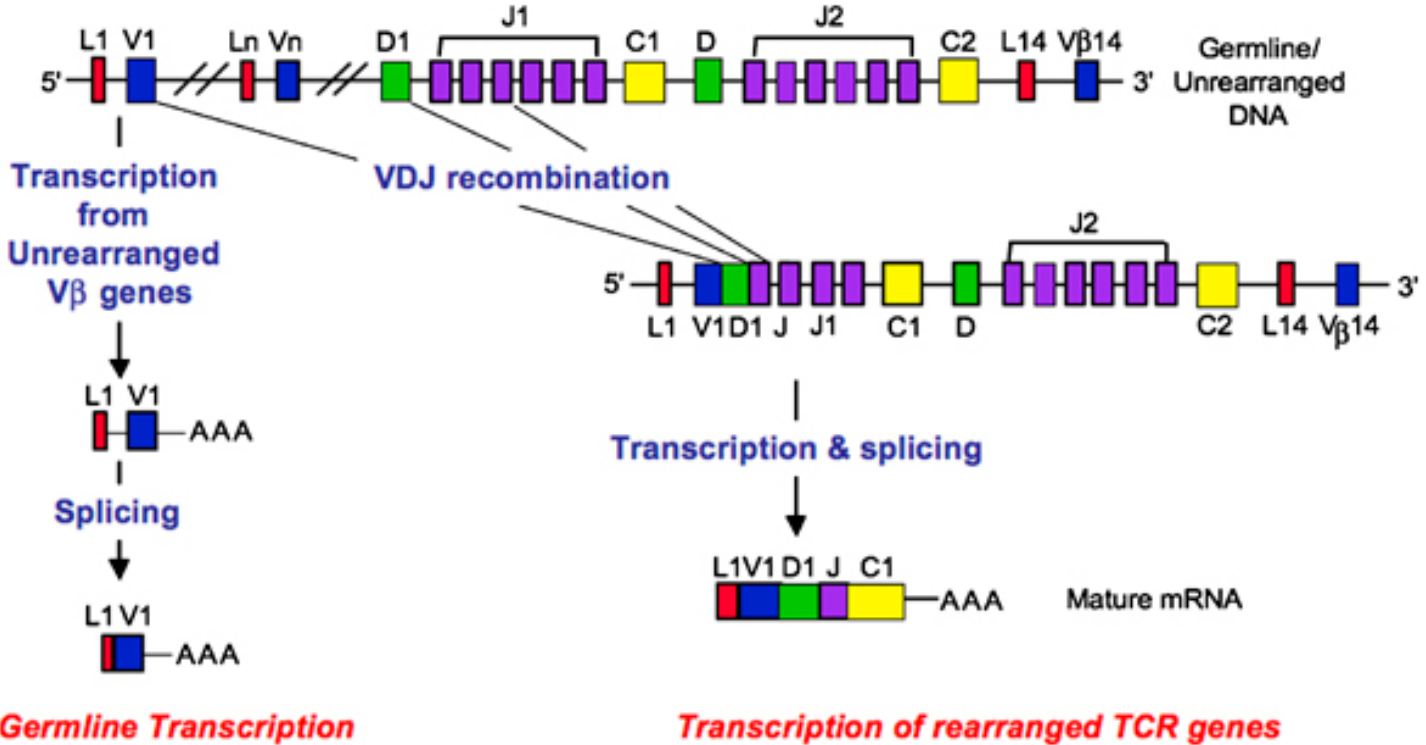 J1 J2
L1 V1 Ln Vn D1 C1 D C2 L14 Vβ14
5' 3'
Germline/
Unrearranged
DNA
Transcription
from
Unrearranged
Vβ genes
VDJ recombination
J2
5' 3'
L1 V1 D1 J J1 C1 D C2 L14 Vβ14
L1 V1
AAA
Splicing
L1 V1
AAA
Germline Transcription
Transcription & splicing
L1 V1 D1 J C1
AAA
Mature mRNA
Transcription of rearranged TCR genes